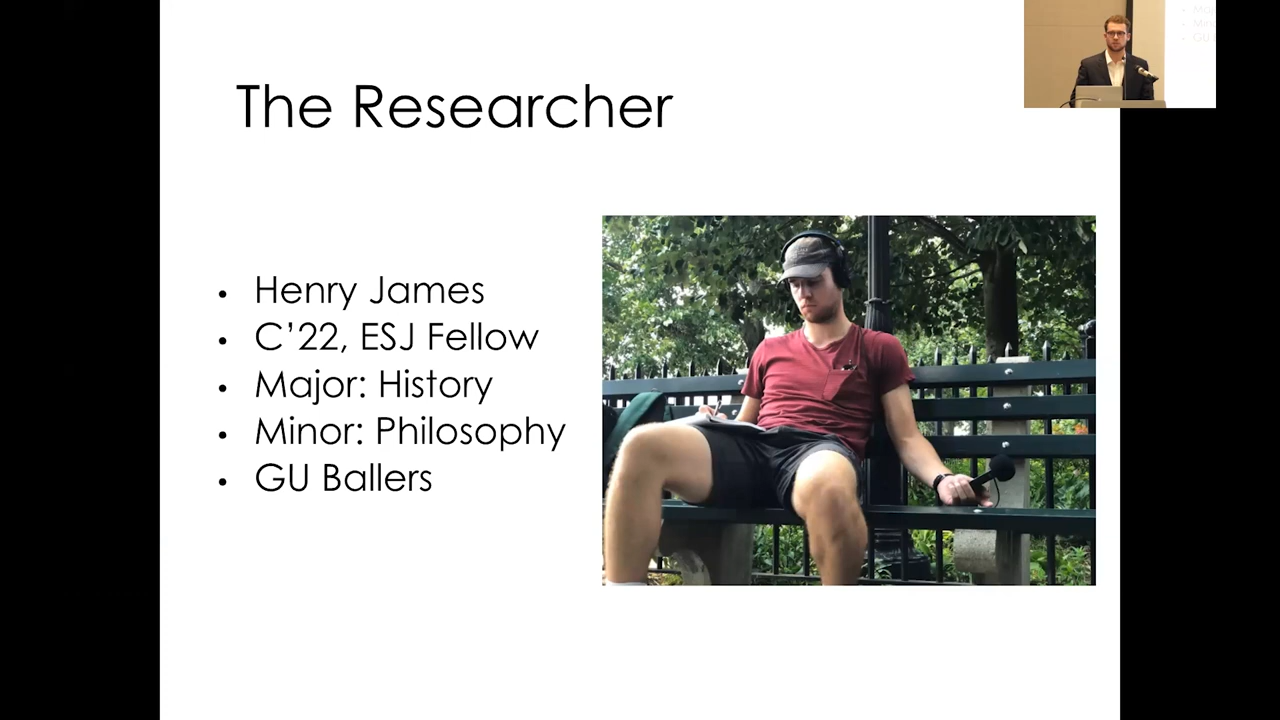 The Researcher
• Henry James
• C’22, ESJ Fellow
• Major: History
• Minor: Philosophy
• GU Ballers